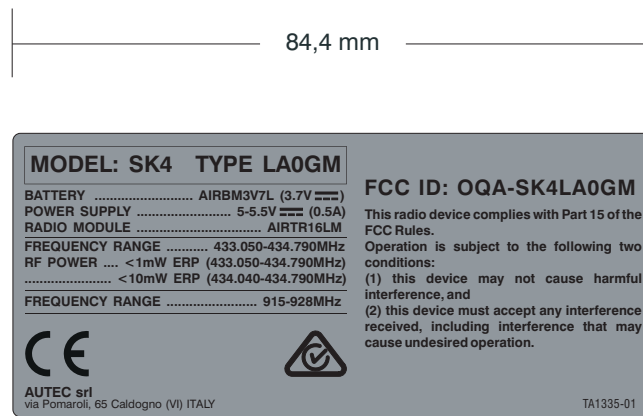 84,4 mm
MODEL: SK4 TYPE LA0GM
BATTERY .......................... AIRBM3V7L (3.7V ⎓)
POWER SUPPLY ......................... 5-5.5V ⎓ (0.5A)
RADIO MODULE ................................. AIRTR16LM
FREQUENCY RANGE ........... 433.050-434.790MHz
RF POWER .... <1mW ERP (433.050-434.790MHz)
....................... <10mW ERP (434.040-434.790MHz)
FREQUENCY RANGE ........................ 915-928MHz
CE
AUTEC srl
via Pomaroli, 65 Caldogno (VI) ITALY
FCC ID: OQA-SK4LA0GM
This radio device complies with Part 15 of the
FCC Rules.
Operation is subject to the following two
conditions:
(1) this device may not cause harmful
interference, and
(2) this device must accept any interference
received, including interference that may
cause undesired operation.
TA1335-01